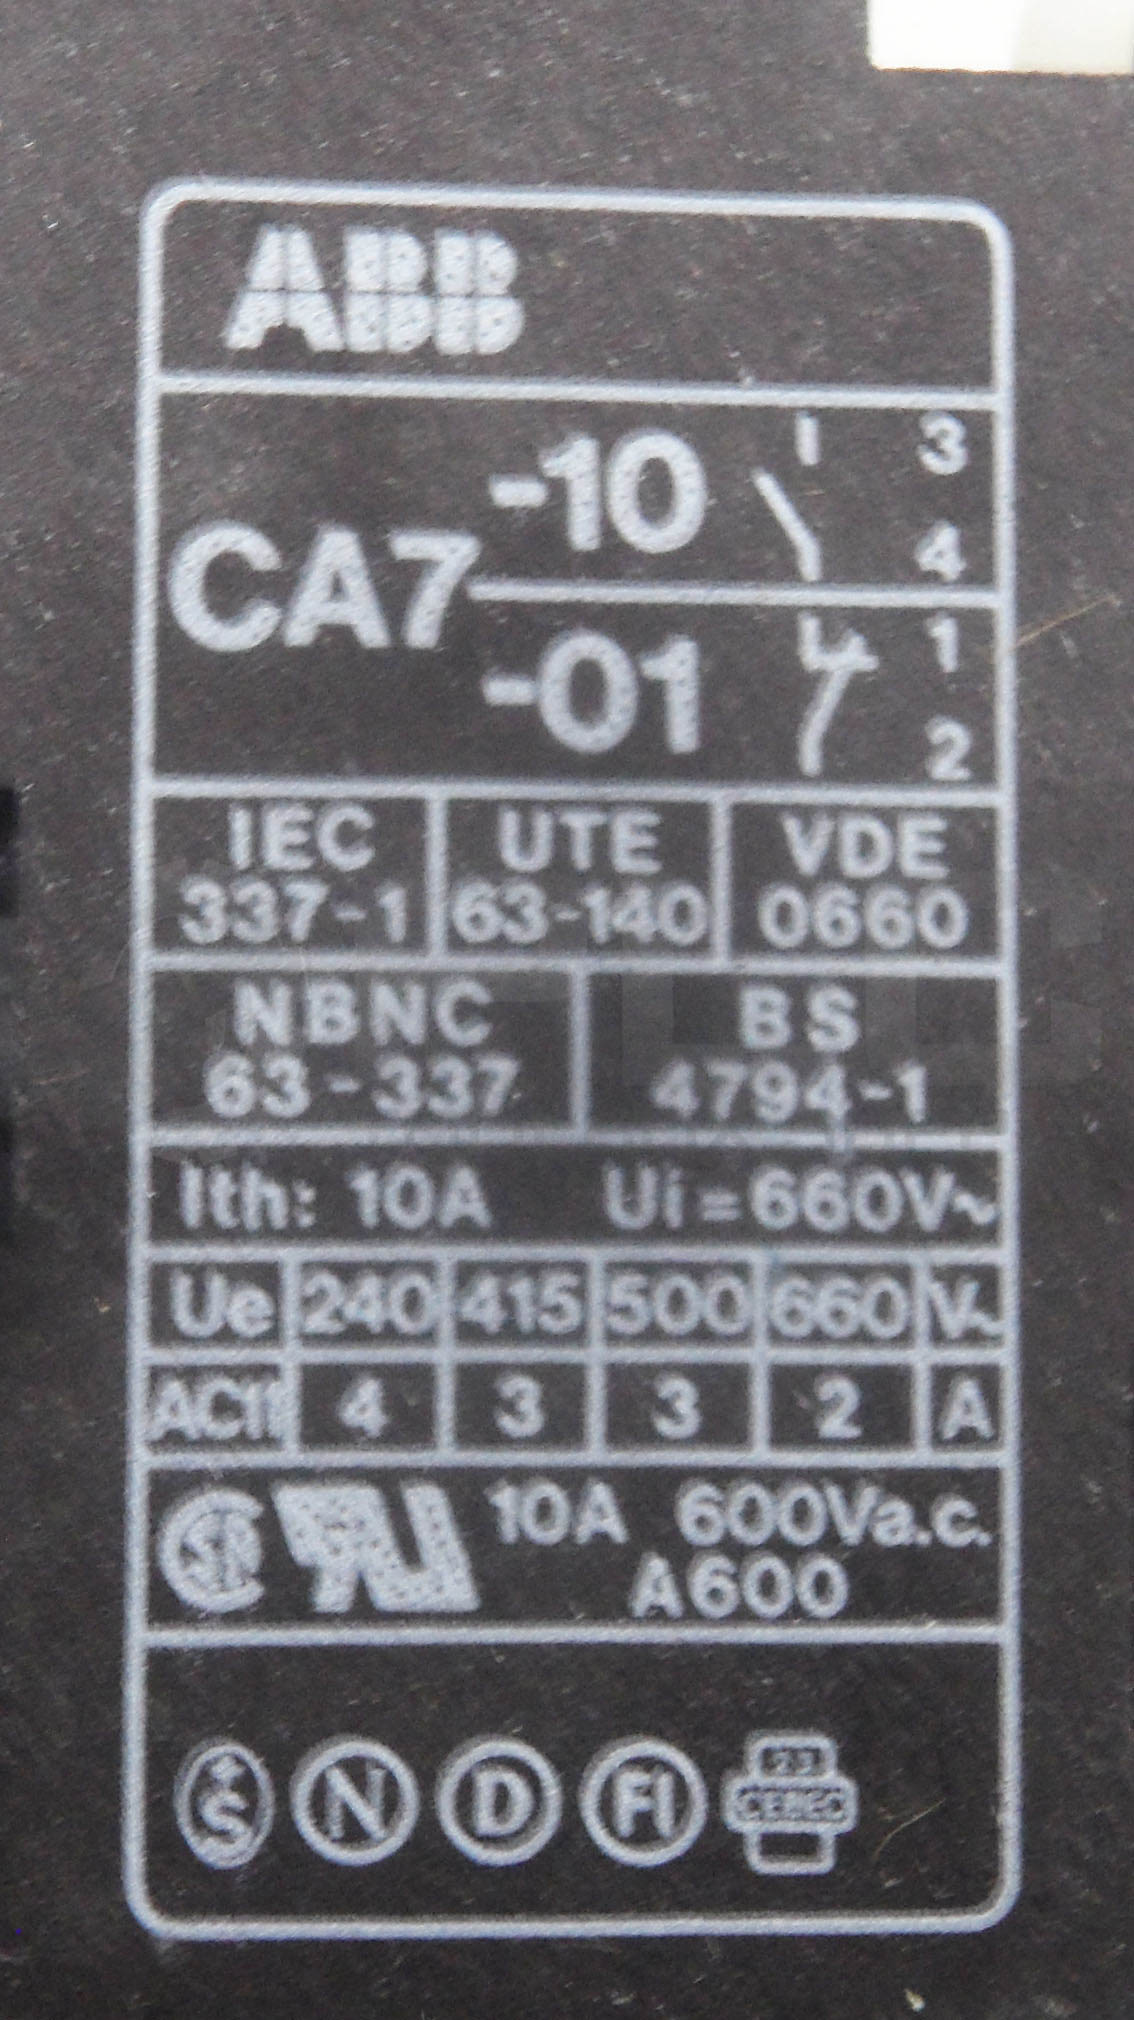 ABB
CA7
-10 3
4
-01 1
2
IEC UTE VDE
337-1 63-140 0660
NBNC BS
63-337 4794-1
Ith: 10A Ui=660V~
Ue 240 415 500 660 V~
AC11 4 3 3 2 A
10A 600Va.c.
A600
S N D FI
CEBEC